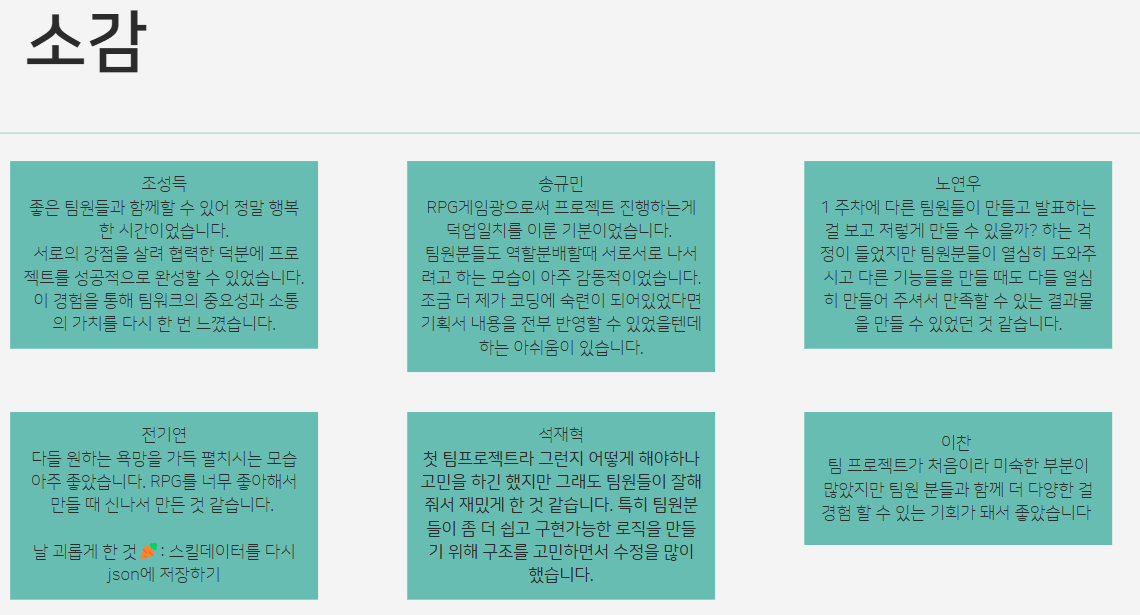 소감
조성득
좋은 팀원들과 함께할 수 있어 정말 행복
한 시간이었습니다.
서로의 강점을 살려 협력한 덕분에 프로
젝트를 성공적으로 완성할 수 있었습니다.
이 경험을 통해 팀워크의 중요성과 소통
의 가치를 다시 한 번 느꼈습니다.
송규민
RPG게임광으로써 프로젝트 진행하는게
덕업일치를 이룬 기분이었습니다.
팀원분들도 역할분배할때 서로서로 나서
려고 하는 모습이 아주 감동적이었습니다.
조금 더 제가 코딩에 숙련이 되어있었다면
기획서 내용을 전부 반영할 수 있었을텐데
하는 아쉬움이 있습니다.
노연우
1 주차에 다른 팀원들이 만들고 발표하는
걸 보고 저렇게 만들 수 있을까? 하는 걱
정이 들었지만 팀원분들이 열심히 도와주
시고 다른 기능들을 만들 때도 다들 열심
히 만들어 주셔서 만족할 수 있는 결과물
을 만들 수 있었던 것 같습니다.
전기연
다들 원하는 욕망을 가득 펼치시는 모습
아주 좋았습니다. RPG를 너무 좋아해서
만들 때 신나서 만든 것 같습니다.
날 괴롭게 한 것🥕: 스킬데이터를 다시
json에 저장하기
석재혁
첫 팀프로젝트라 그런지 어떻게 해야하나
고민을 하긴 했지만 그래도 팀원들이 잘해
줘서 재밌게 한 것 같습니다. 특히 팀원분
들이 좀 더 쉽고 구현가능한 로직을 만들
기 위해 구조를 고민하면서 수정을 많이
했습니다.
이찬
팀 프로젝트가 처음이라 미숙한 부분이
많았지만 팀원 분들과 함께 더 다양한 걸
경험 할 수 있는 기회가 돼서 좋았습니다